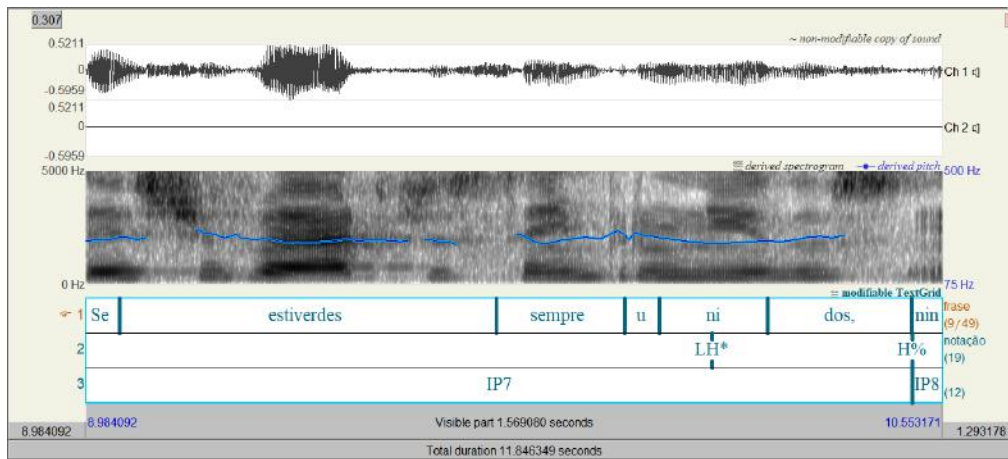 0.307
~ non-modifiable copy of sound
0.5211
0
-0.5959
Ch 1
0.5211
0
-0.5959
Ch 2
derived spectrogram derived pitch
5000 Hz
500 Hz
0 Hz
75 Hz
modifiable TextGrid
1 Se estiverdes sempre u ni dos, nin frase (9/49)
2 LH* H% notação (19)
3 IP7 IP8 (12)
8.984092 Visible part 1.569080 seconds 10.553171
8.984092 1.293178
Total duration 11.846349 seconds